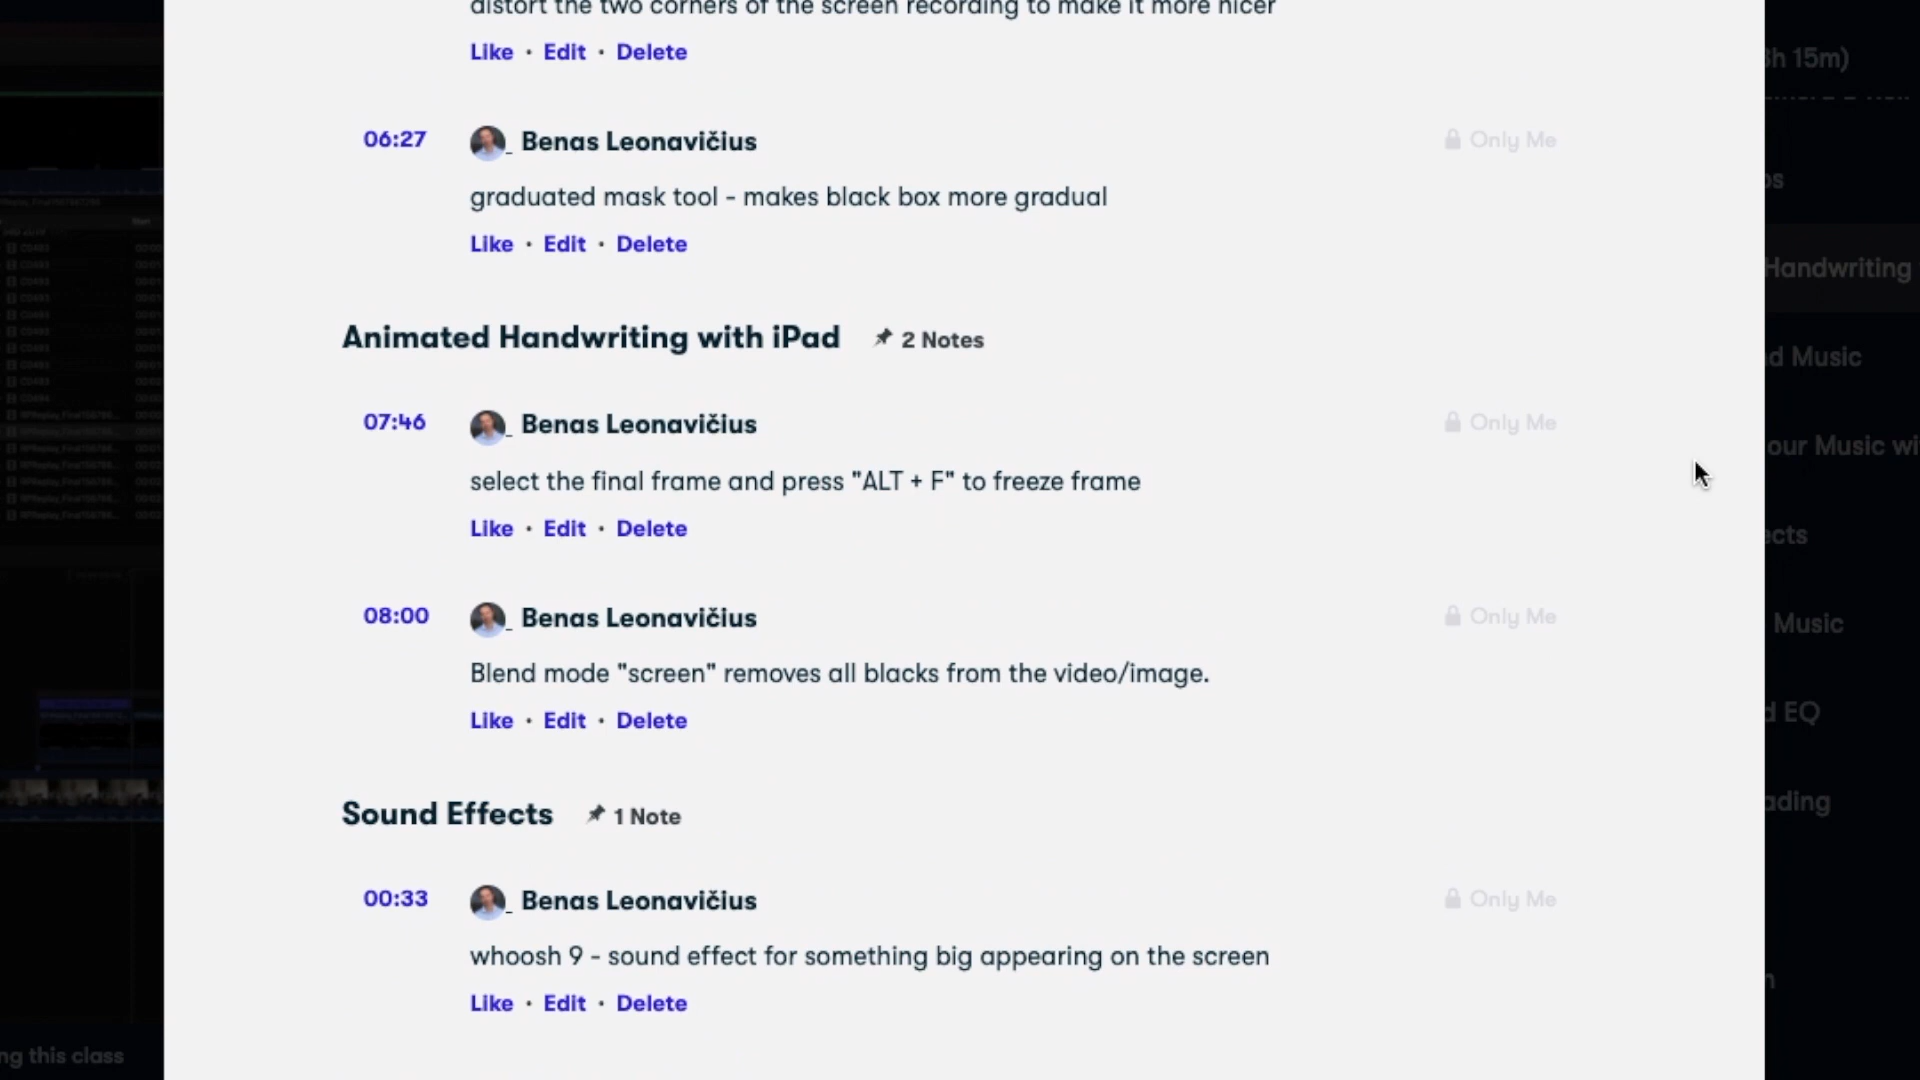 distort the two corners of the screen recording to make it more nicer
Like · Edit · Delete
06:27 Benas Leonavičius Only Me
graduated mask tool - makes black box more gradual
Like · Edit · Delete
Animated Handwriting with iPad 2 Notes
07:46 Benas Leonavičius Only Me
select the final frame and press "ALT + F" to freeze frame
Like · Edit · Delete
08:00 Benas Leonavičius Only Me
Blend mode "screen" removes all blacks from the video/image.
Like · Edit · Delete
Sound Effects 1 Note
00:33 Benas Leonavičius Only Me
whoosh 9 - sound effect for something big appearing on the screen
Like · Edit · Delete
this class
15m)
Handwriting
Music
Music
Music
EQ